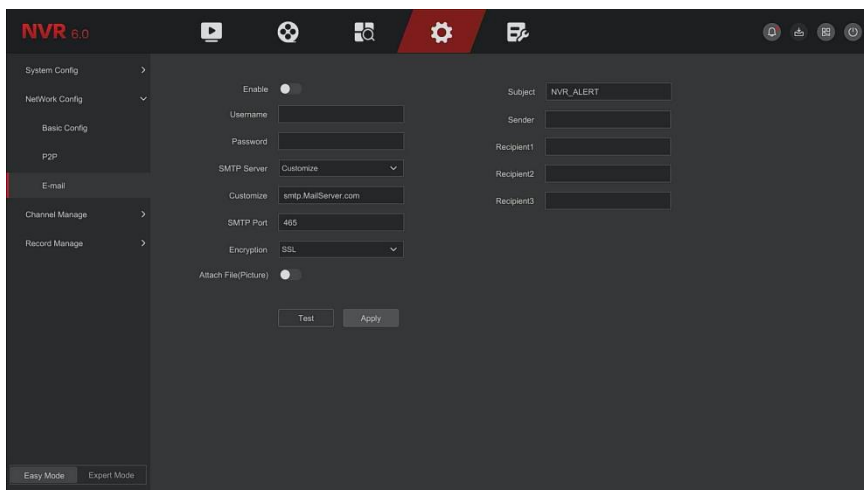 NVR 6.0
System Config
NetWork Config
Basic Config
P2P
E-mail
Channel Manage
Record Manage
Easy Mode
Expert Mode
Enable
Username
Password
SMTP Server Customize
Customize smtp.MailServer.com
SMTP Port 465
Encryption SSL
Attach File(Picture)
Test
Apply
Subject NVR_ALERT
Sender
Recipient1
Recipient2
Recipient3